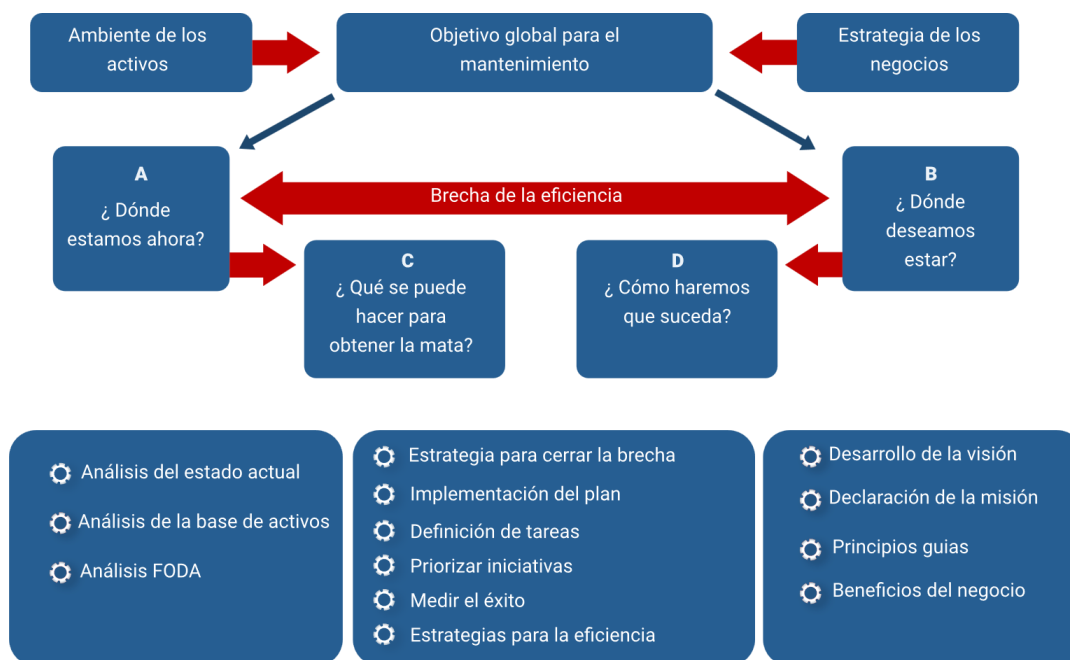 Ambiente de los
activos
Objetivo global para el
mantenimiento
Estrategia de los
negocios
A
¿ Dónde
estamos ahora?
Brecha de la eficiencia
B
¿ Dónde
deseamos
estar?
C
¿ Qué se puede
hacer para
obtener la mata?
D
¿ Cómo haremos
que suceda?
Análisis del estado actual
Análisis de la base de activos
Análisis FODA
Estrategia para cerrar la brecha
Implementación del plan
Definición de tareas
Priorizar iniciativas
Medir el éxito
Estrategias para la eficiencia
Desarrollo de la visión
Declaración de la misión
Principios guias
Beneficios del negocio